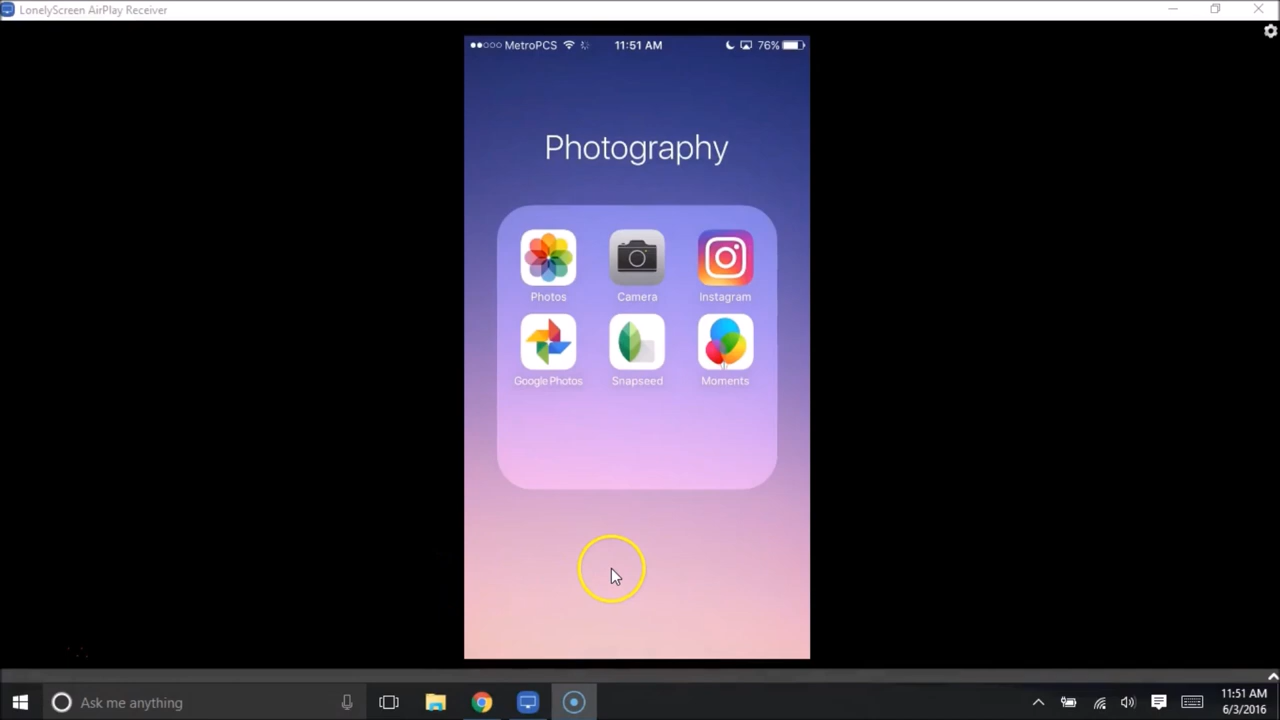 LonelyScreen AirPlay Receiver
MetroPCS 11:51 AM 76%
Photography
Photos Camera Instagram
Google Photos Snapseed Moments
Ask me anything
11:51 AM
6/3/2016